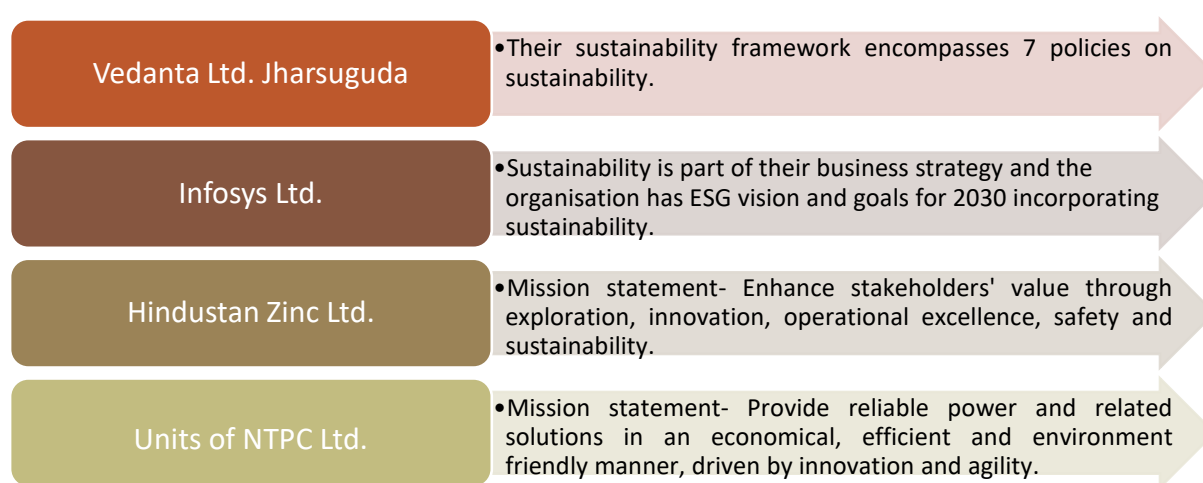 Vedanta Ltd. Jharsuguda
•Their sustainability framework encompasses 7 policies on
sustainability.
Infosys Ltd.
•Sustainability is part of their business strategy and the
organisation has ESG vision and goals for 2030 incorporating
sustainability.
Hindustan Zinc Ltd.
•Mission statement- Enhance stakeholders' value through
exploration, innovation, operational excellence, safety and
sustainability.
Units of NTPC Ltd.
•Mission statement- Provide reliable power and related
solutions in an economical, efficient and environment
friendly manner, driven by innovation and agility.